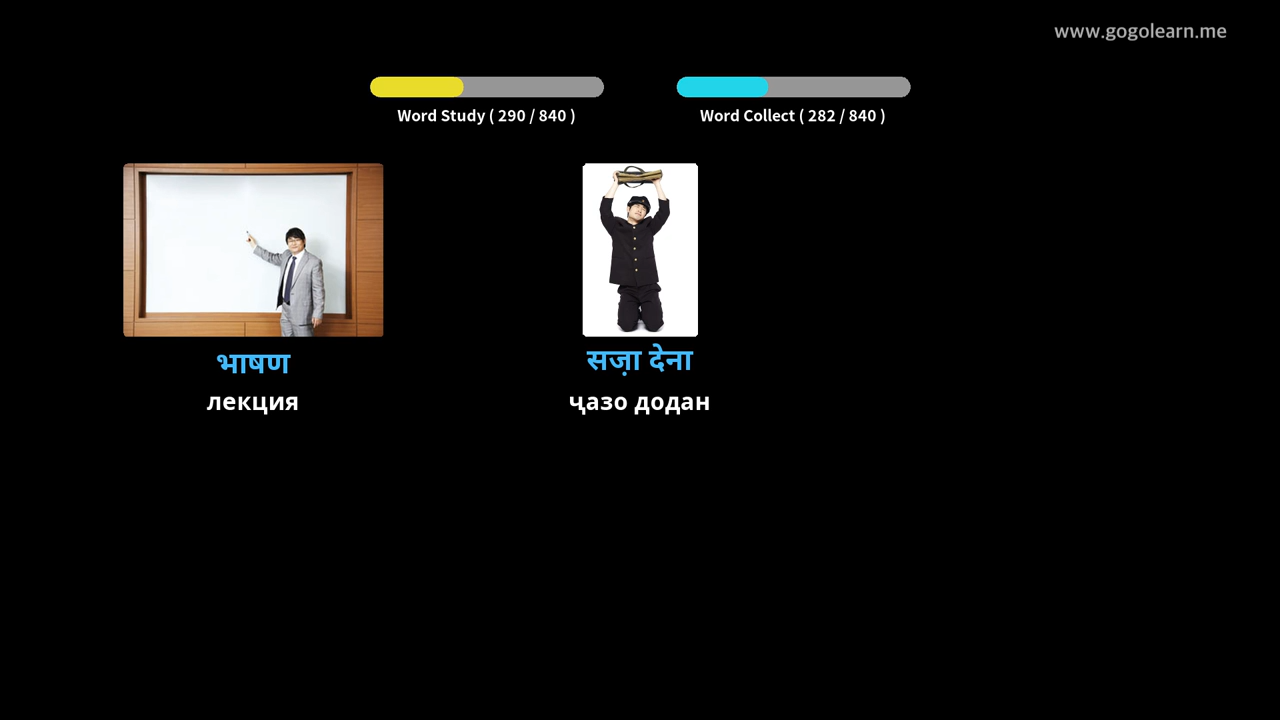 www.gogolearn.me
Word Study ( 290 / 840 )
Word Collect ( 282 / 840 )
भाषण
सज़ा देना
лекция
ҷазо додан